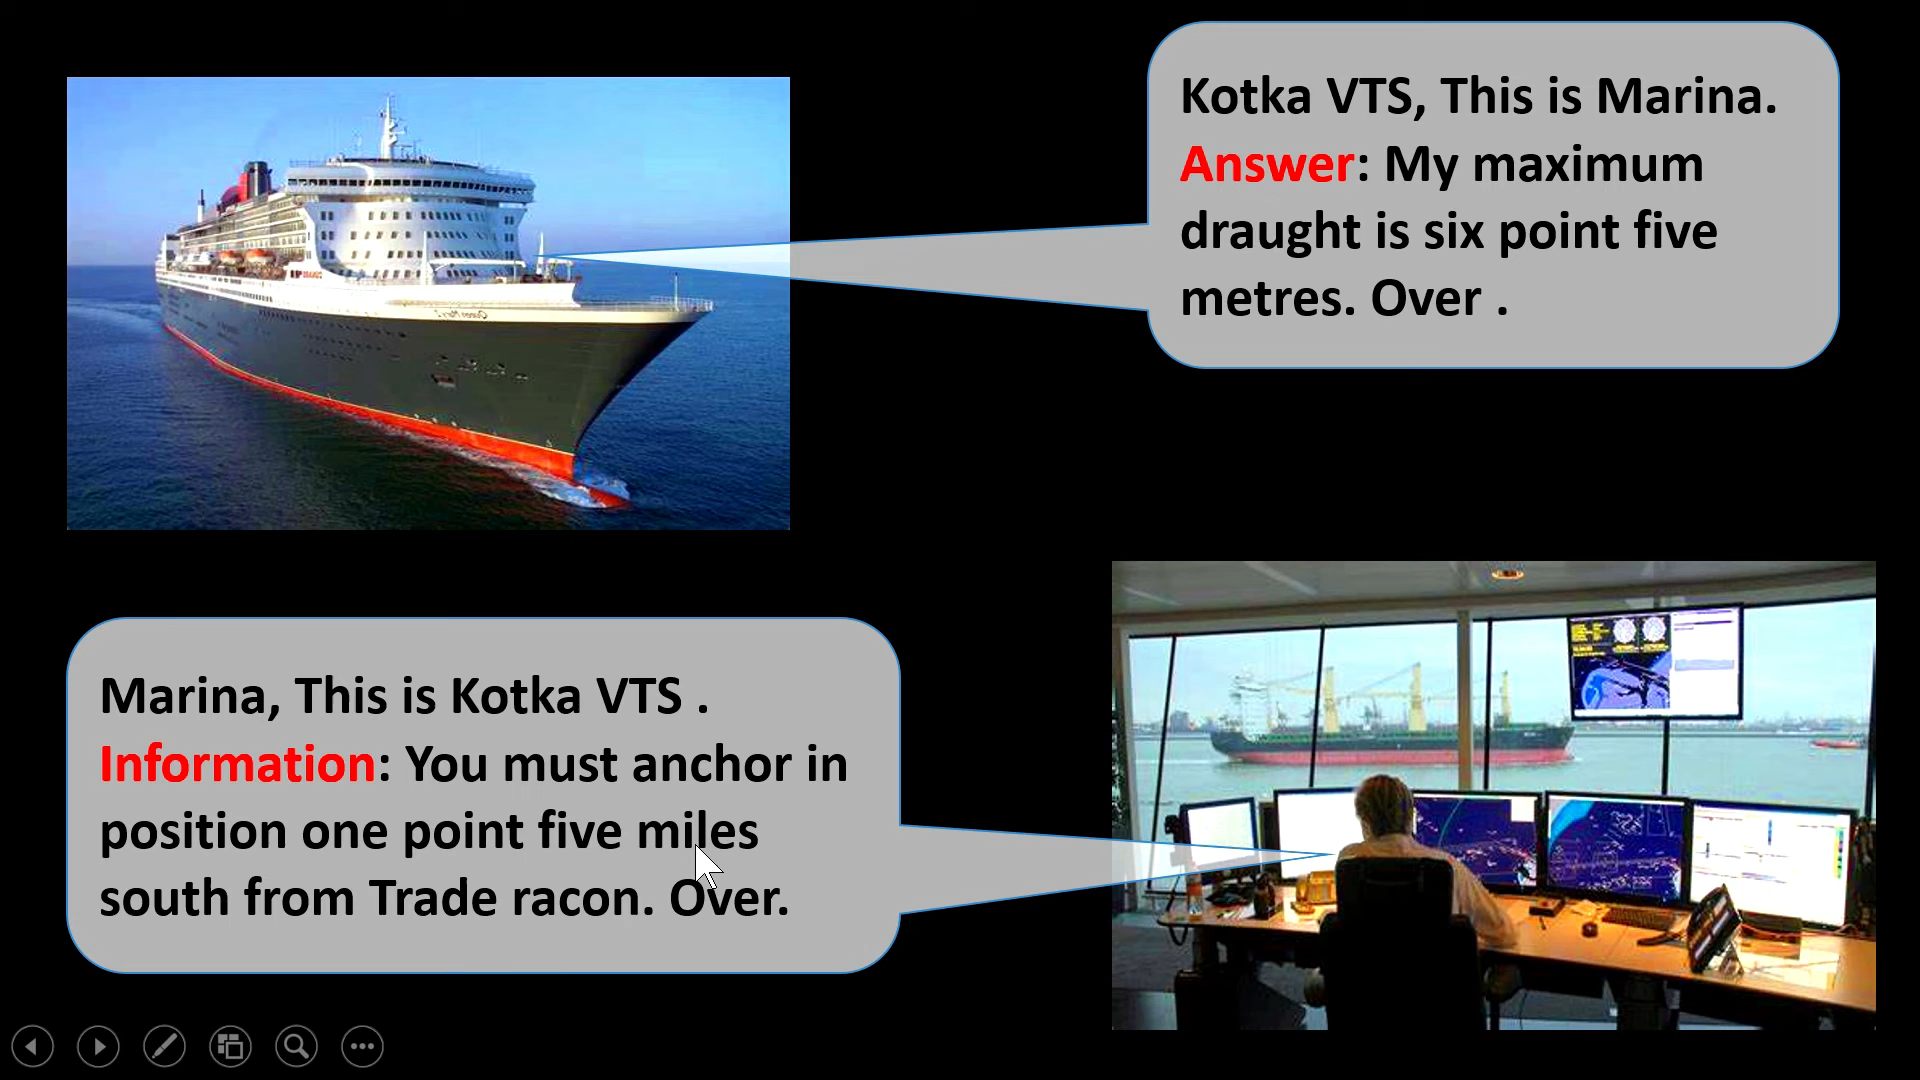 Kotka VTS, This is Marina.
Answer: My maximum
draught is six point five
metres. Over .
Marina, This is Kotka VTS .
Information: You must anchor in
position one point five miles
south from Trade racon. Over.